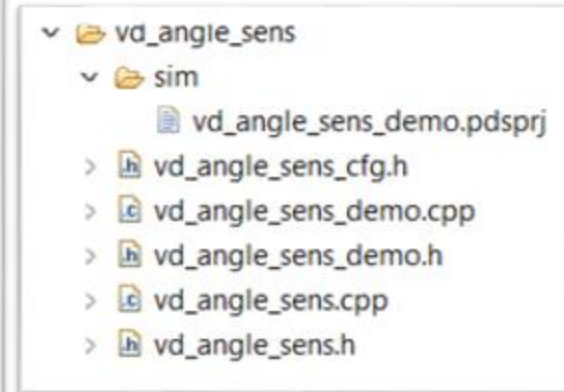 vd_angle_sens
sim
vd_angle_sens_demo.pdsprj
vd_angle_sens_cfg.h
vd_angle_sens_demo.cpp
vd_angle_sens_demo.h
vd_angle_sens.cpp
vd_angle_sens.h